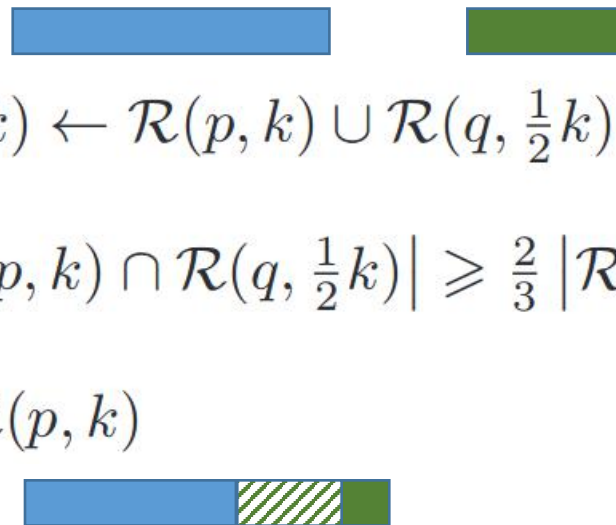 ) ← ℛ(p, k) ∪ ℛ(q, ½k)
p, k) ∩ ℛ(q, ½k)| ⩾ ⅔ |ℛ
(p, k)